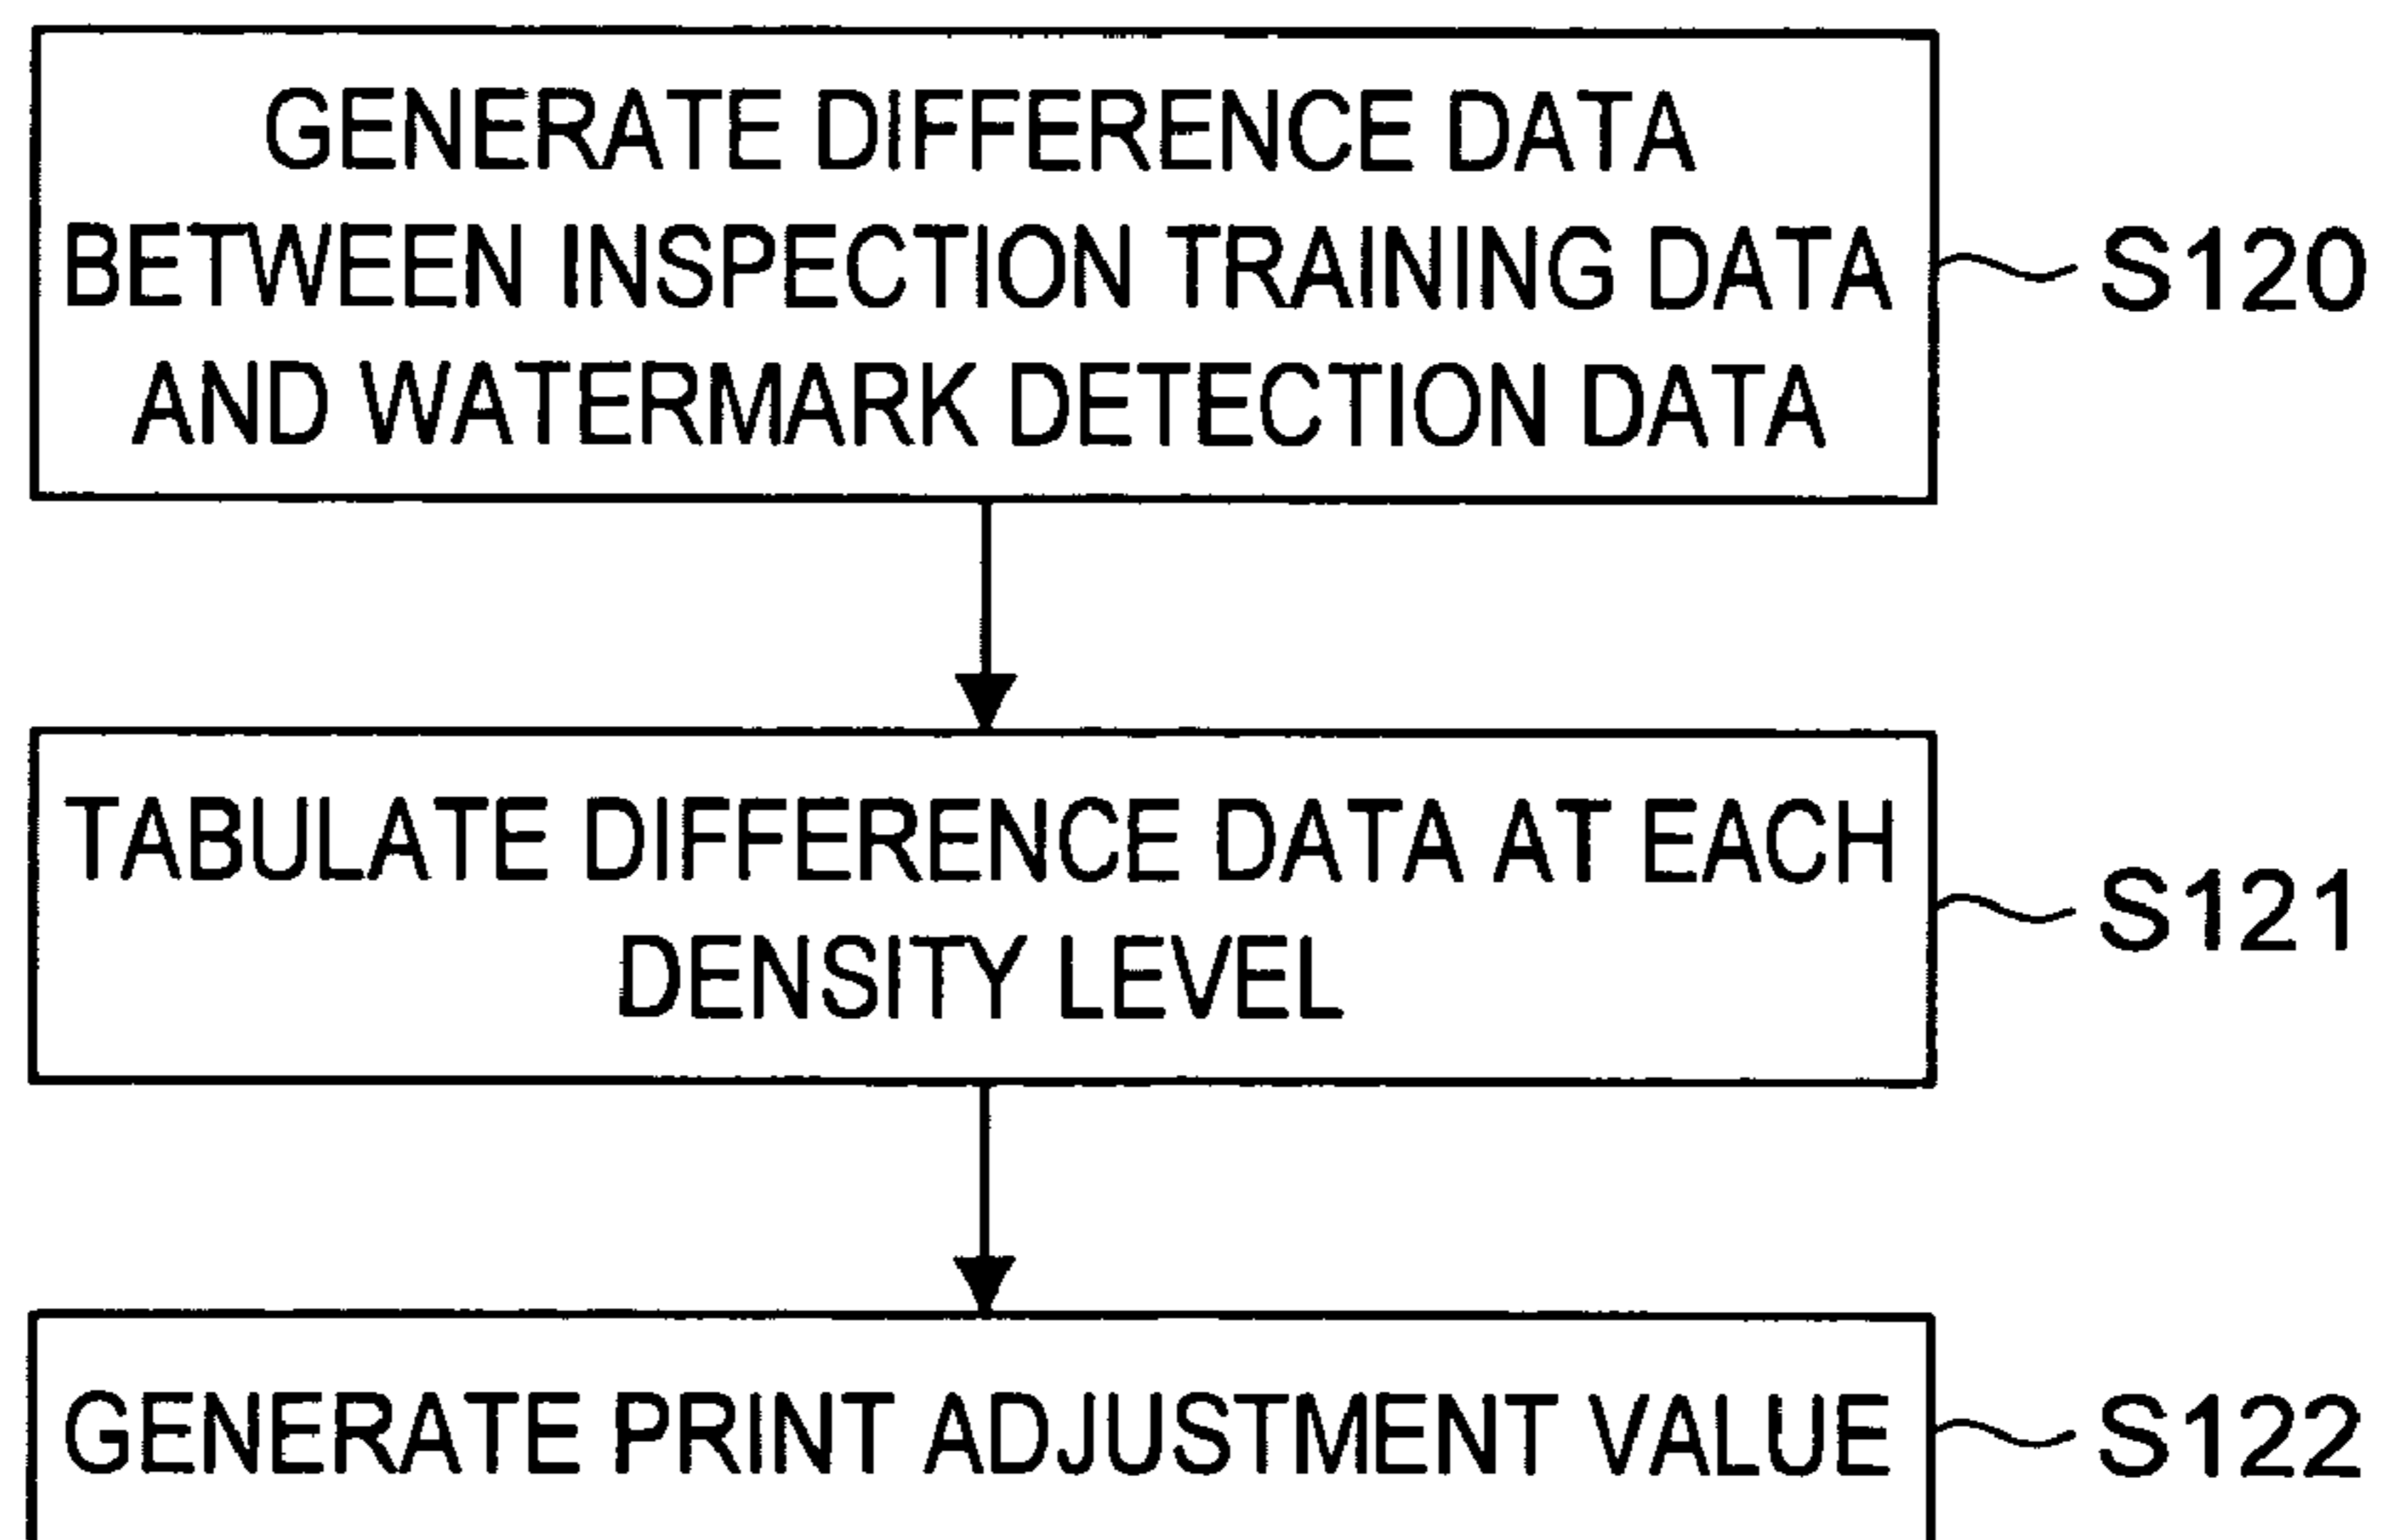 GENERATE DIFFERENCE DATA
BETWEEN INSPECTION TRAINING DATA
AND WATERMARK DETECTION DATA
S120
TABULATE DIFFERENCE DATA AT EACH
DENSITY LEVEL
S121
GENERATE PRINT ADJUSTMENT VALUE
S122